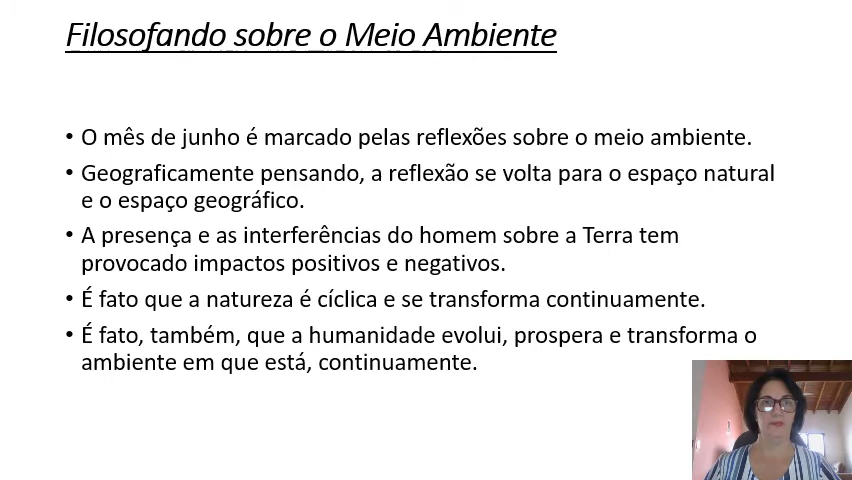 Filosofando sobre o Meio Ambiente
• O mês de junho é marcado pelas reflexões sobre o meio ambiente.
• Geograficamente pensando, a reflexão se volta para o espaço natural
e o espaço geográfico.
• A presença e as interferências do homem sobre a Terra tem
provocado impactos positivos e negativos.
• É fato que a natureza é cíclica e se transforma continuamente.
• É fato, também, que a humanidade evolui, prospera e transforma o
ambiente em que está, continuamente.